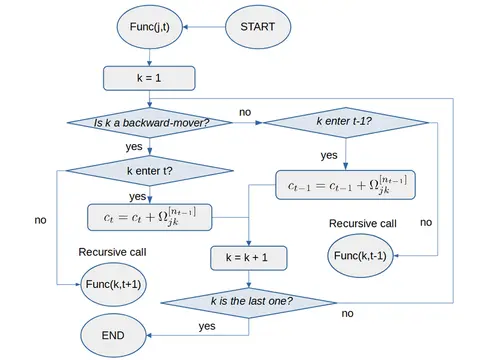 Func(j,t)
START
k = 1
Is k a backward-mover?
no
k enter t-1?
yes
yes
k enter t?
c_{t-1} = c_{t-1} + Ω_{jk}^{[n_{t-1}]}
yes
c_t = c_t + Ω_{jk}^{[n_{t-1}]}
no
Recursive call
no
Recursive call
k = k + 1
Func(k,t-1)
Func(k,t+1)
k is the last one?
no
yes
END